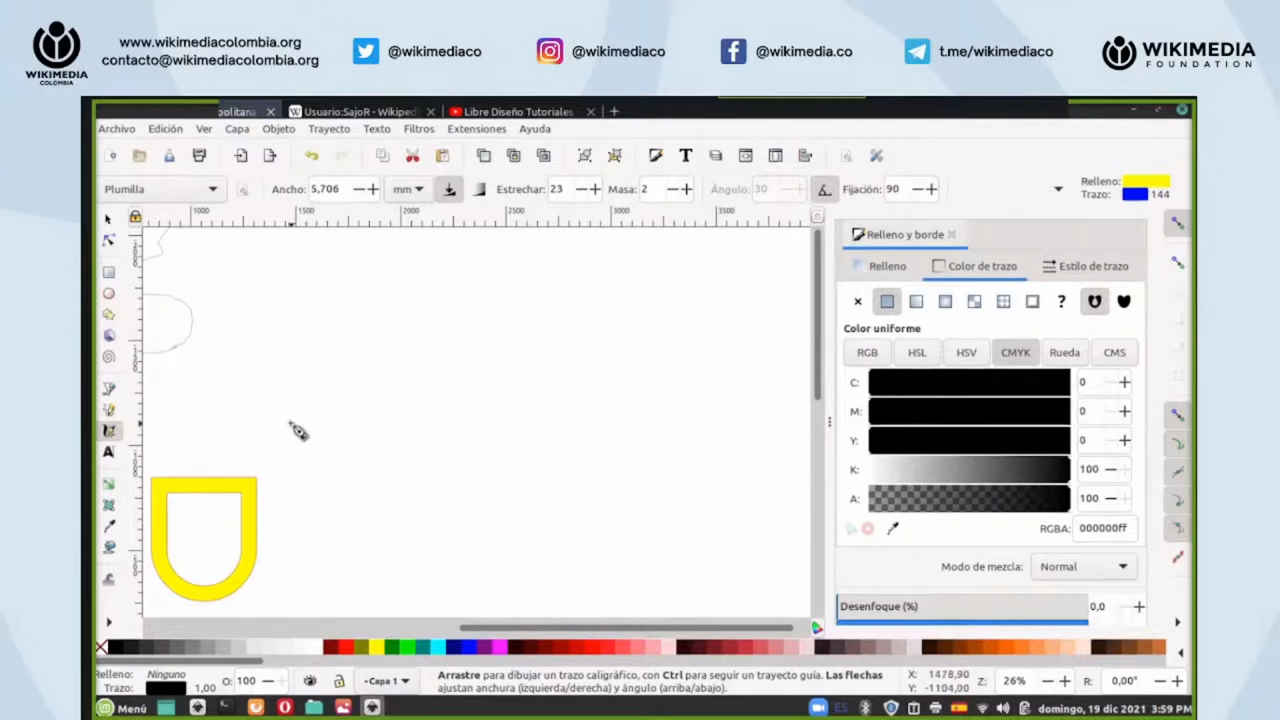 WIKIMEDIA
COLOMBIA
www.wikimediacolombia.org
contacto@wikimediacolombia.org
@wikimediaco
@wikimediaco
@wikimedia.co
t.me/wikimediaco
WIKIMEDIA
FOUNDATION
politana
Usuario:SajoR - Wikiped
Libre Diseño Tutoriales
Archivo Edición Ver Capa Objeto Trayecto Texto Filtros Extensiones Ayuda
Plumilla Ancho: 5,706 mm Estrechar: 23 Masa: 2 Ángulo: 30 Fijación: 90
Relleno:
Trazo: 144
1000 1500 2000 2500 3000 3500
Relleno y borde
Relleno Color de trazo Estilo de trazo
Color uniforme
RGB HSL HSV CMYK Rueda CMS
C: 0
M: 0
Y: 0
K: 100
A: 100
RGBA: 000000ff
Modo de mezcla: Normal
Desenfoque (%) 0,0
Relleno: Ninguno
Trazo: 1,00
O: 100
Capa 1
Arrastre para dibujar un trazo caligráfico, con Ctrl para seguir un trayecto guía. Las flechas
ajustan anchura (izquierda/derecha) y ángulo (arriba/abajo).
X: 1478,90
Y: -1104,00
Z: 26%
R: 0,00°
Menú
ES
domingo, 19 dic 2021 3:59 PM